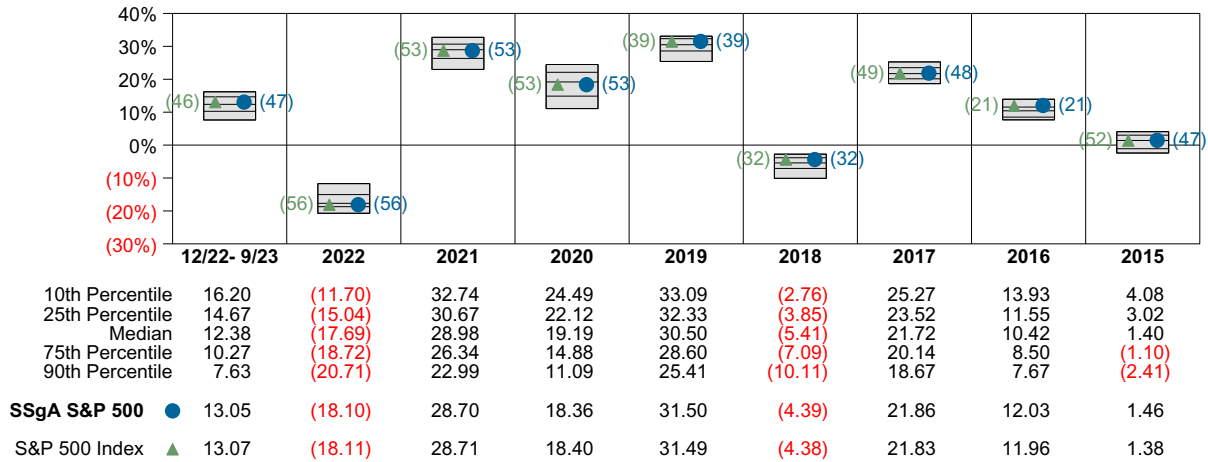 40%
30%
20%
10%
0%
(10%)
(20%)
(30%)
(46) (47)
(56) (56)
(53) (53)
(53) (53)
(39) (39)
(32) (32)
(49) (48)
(21) (21)
(52) (47)
12/22- 9/23 2022 2021 2020 2019 2018 2017 2016 2015
10th Percentile 16.20 (11.70) 32.74 24.49 33.09 (2.76) 25.27 13.93 4.08
25th Percentile 14.67 (15.04) 30.67 22.12 32.33 (3.85) 23.52 11.55 3.02
Median 12.38 (17.69) 28.98 19.19 30.50 (5.41) 21.72 10.42 1.40
75th Percentile 10.27 (18.72) 26.34 14.88 28.60 (7.09) 20.14 8.50 (1.10)
90th Percentile 7.63 (20.71) 22.99 11.09 25.41 (10.11) 18.67 7.67 (2.41)
SSgA S&P 500 13.05 (18.10) 28.70 18.36 31.50 (4.39) 21.86 12.03 1.46
S&P 500 Index 13.07 (18.11) 28.71 18.40 31.49 (4.38) 21.83 11.96 1.38